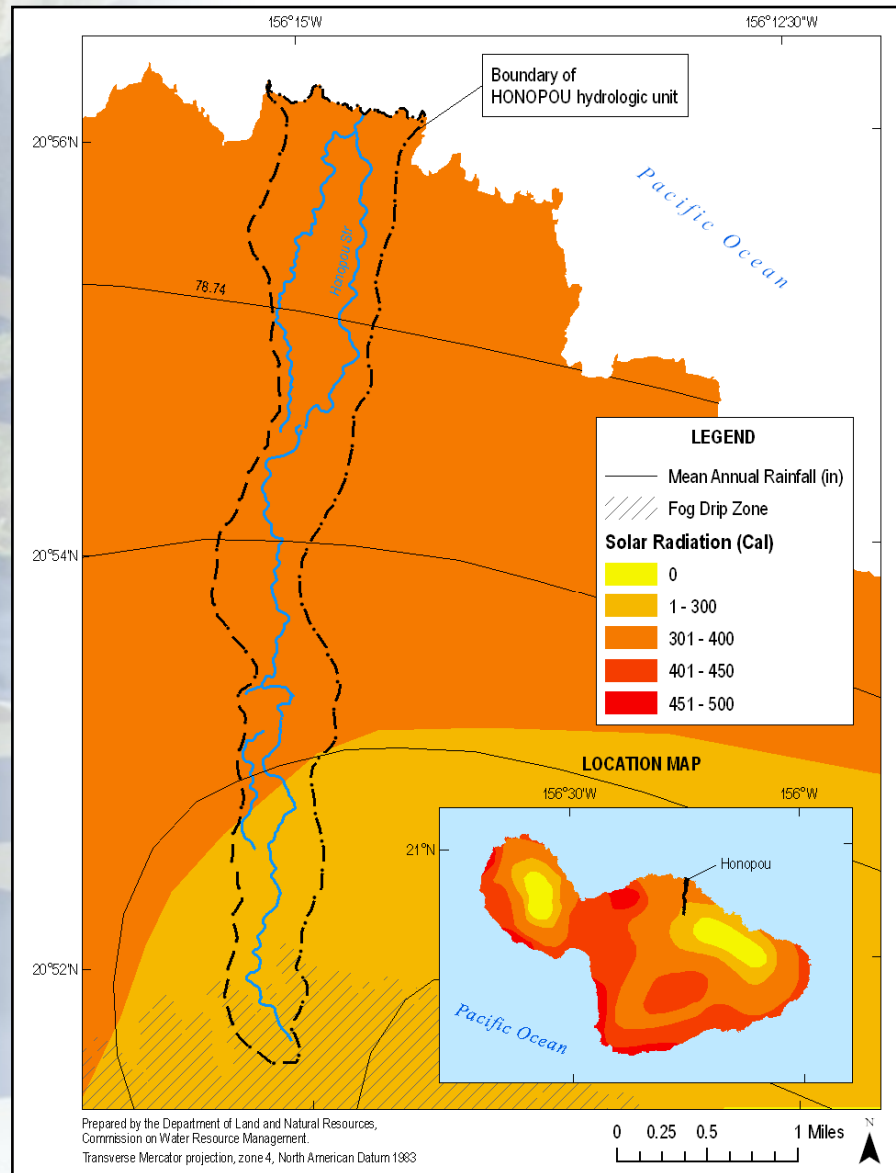 156°15'W
156°12'30"W
Boundary of
HONOPOU hydrologic unit
20°56'N
Pacific Ocean
Honopou Str
78.74
LEGEND
Mean Annual Rainfall (in)
Fog Drip Zone
Solar Radiation (Cal)
0
1 - 300
301 - 400
401 - 450
451 - 500
20°54'N
LOCATION MAP
156°30'W
156°W
21°N
Honopou
Pacific Ocean
20°52'N
Prepared by the Department of Land and Natural Resources,
Commission on Water Resource Management.
Transverse Mercator projection, zone 4, North American Datum 1983
0 0.25 0.5 1 Miles
N